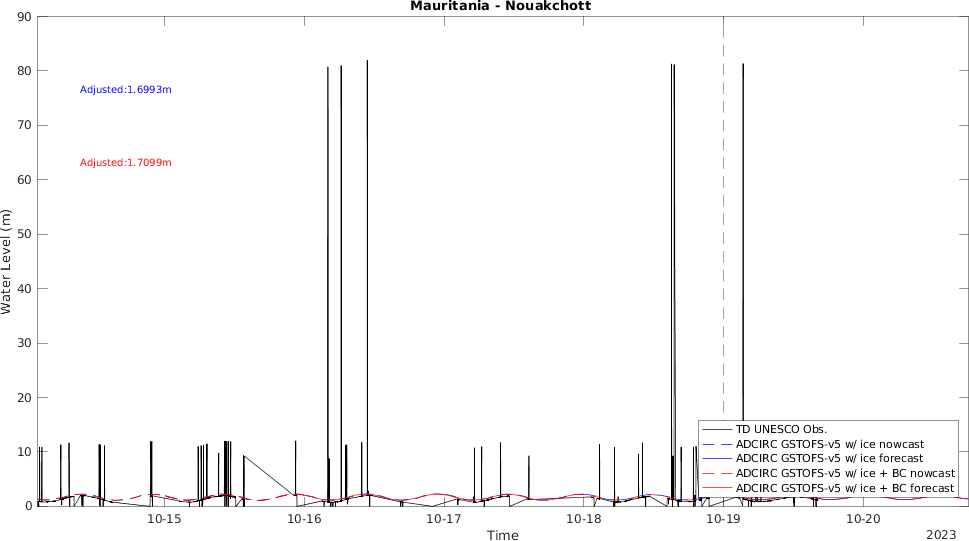 Mauritania - Nouakchott
90
80
70
60
50
40
30
20
10
0
Water Level (m)
Adjusted:1.6993m
Adjusted:1.7099m
TD UNESCO Obs.
ADCIRC GSTOFS-v5 w/ ice nowcast
ADCIRC GSTOFS-v5 w/ ice forecast
ADCIRC GSTOFS-v5 w/ ice + BC nowcast
ADCIRC GSTOFS-v5 w/ ice + BC forecast
10-15 10-16 10-17 10-18 10-19 10-20
Time
2023